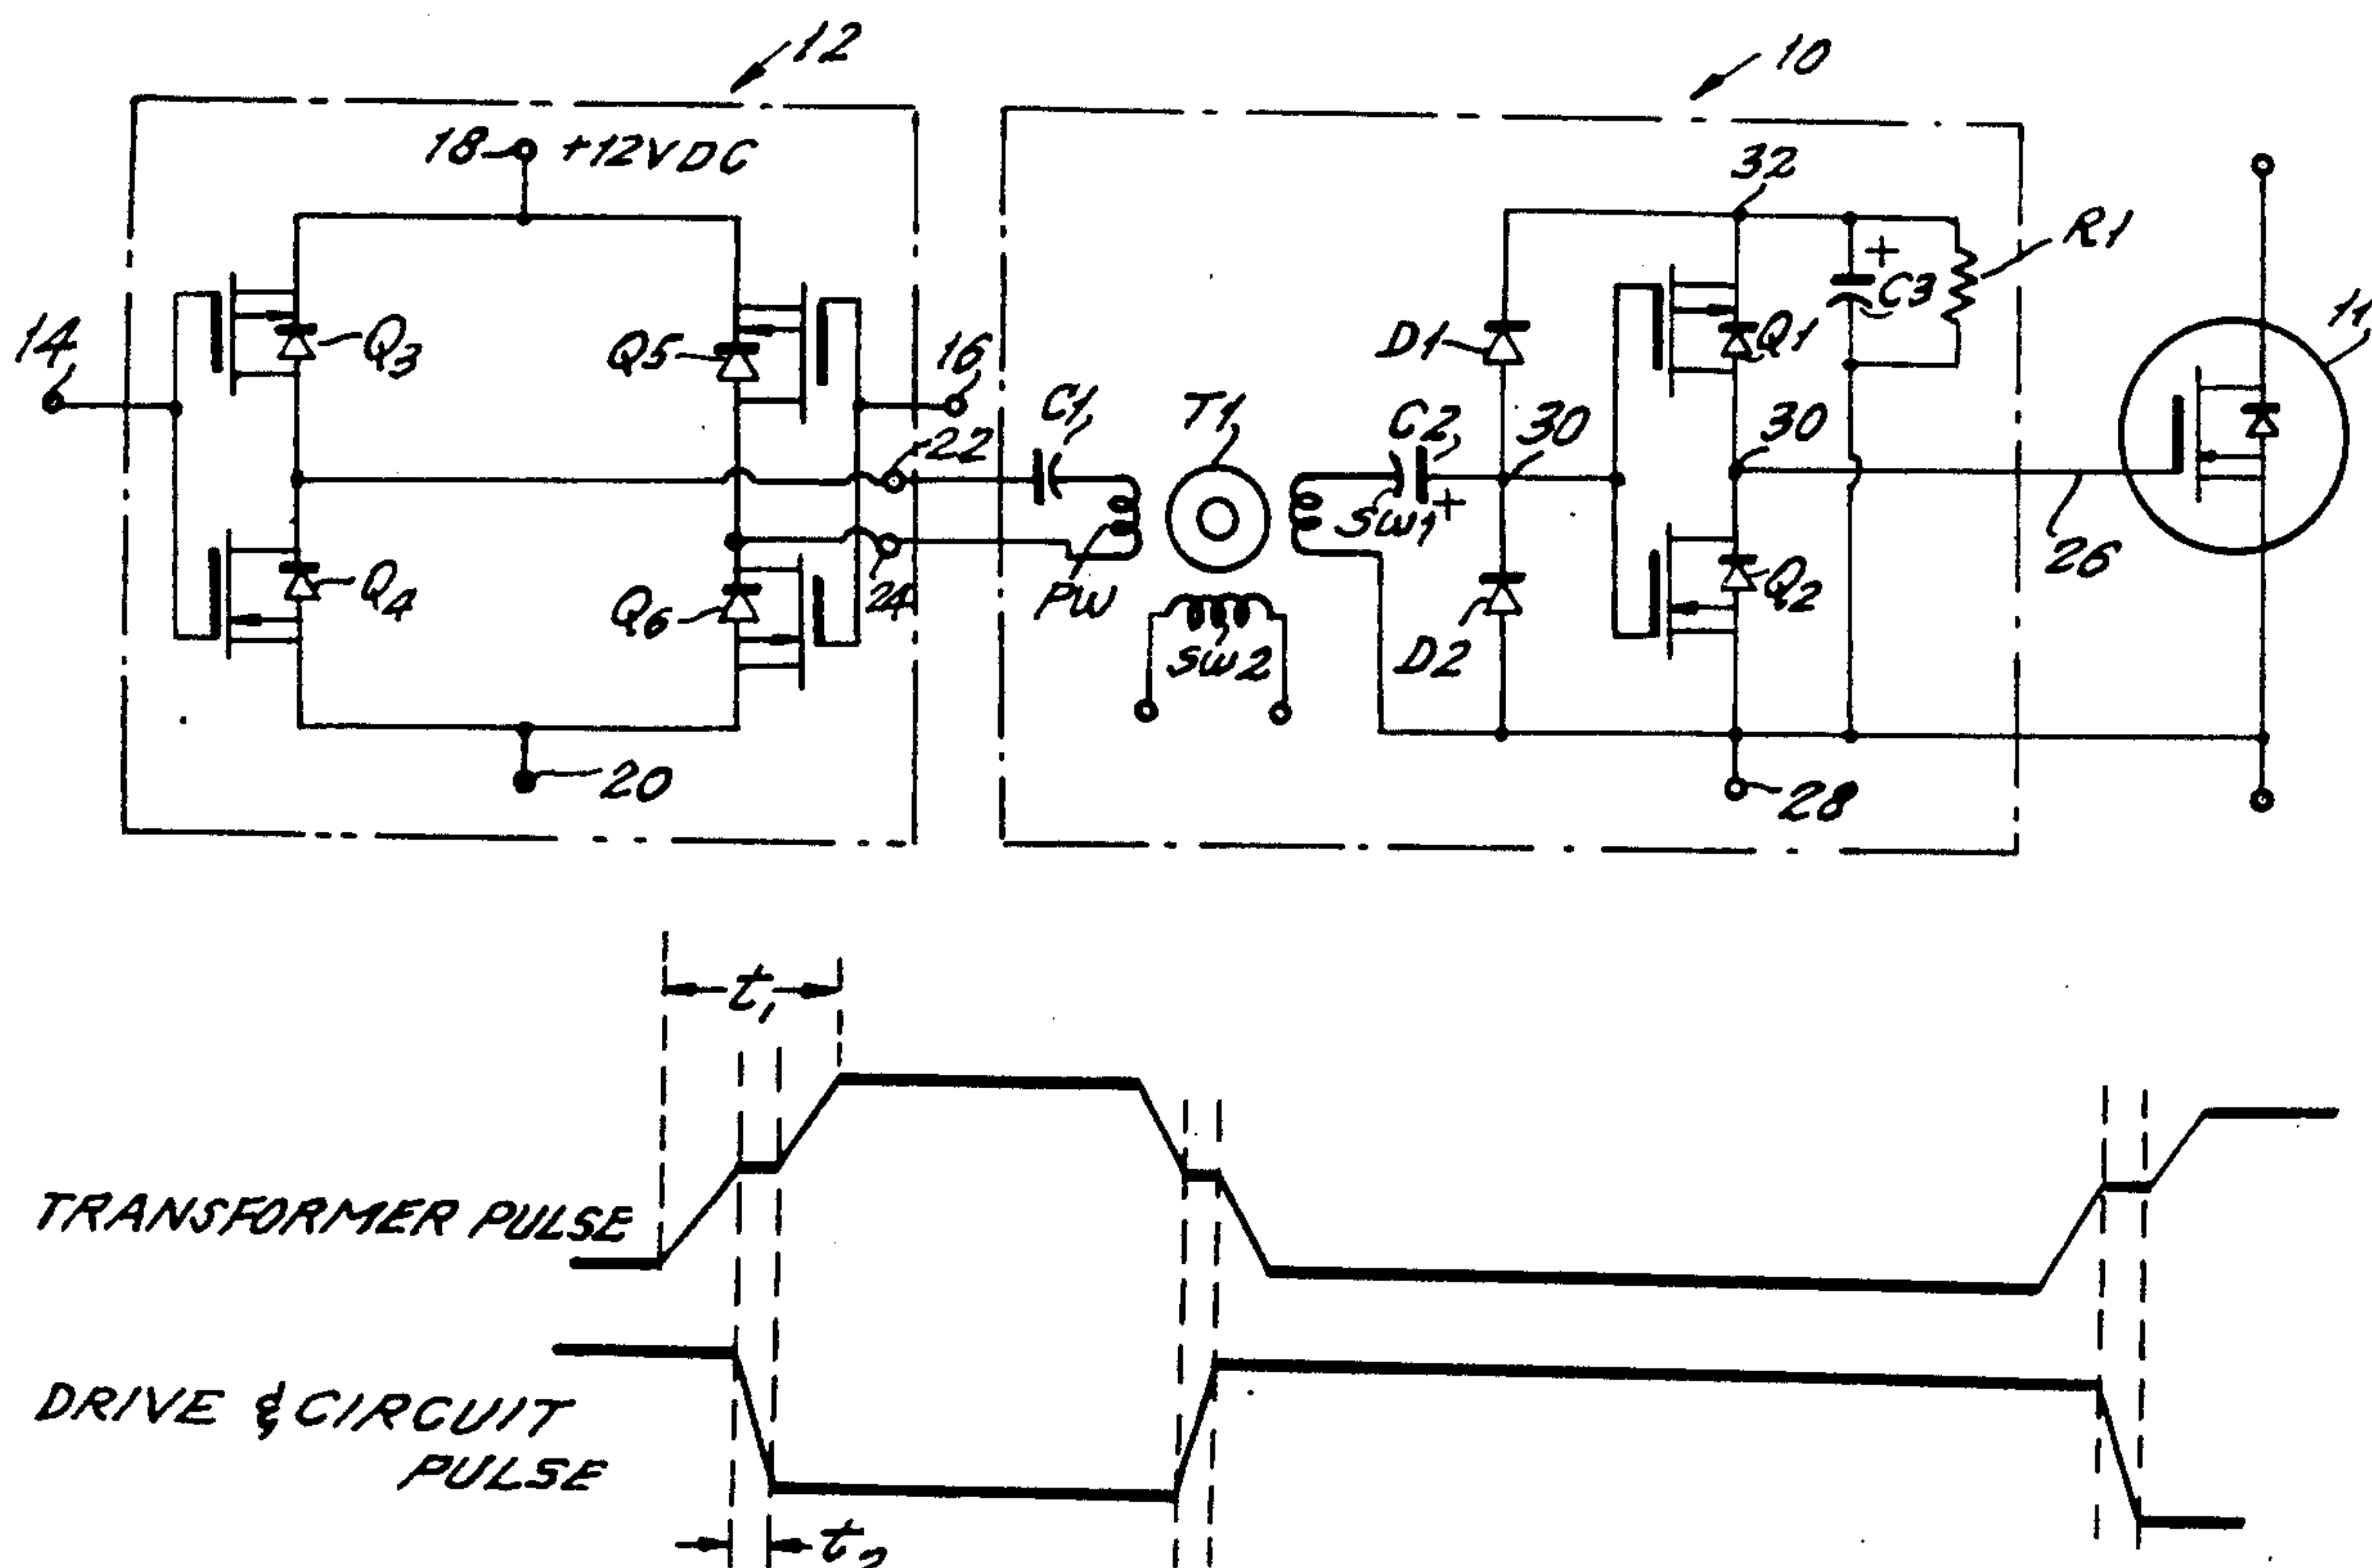 12
10
18
+12VDC
32
R1
Q3
Q5
14
16
D1
Q1
C3
11
C1
T1
C2
30
30
22
+
+
SW1
Q4
Q6
24
PW
SW2
D2
Q2
26
20
28
t1
TRANSFORMER PULSE
DRIVE & CIRCUIT
PULSE
t2